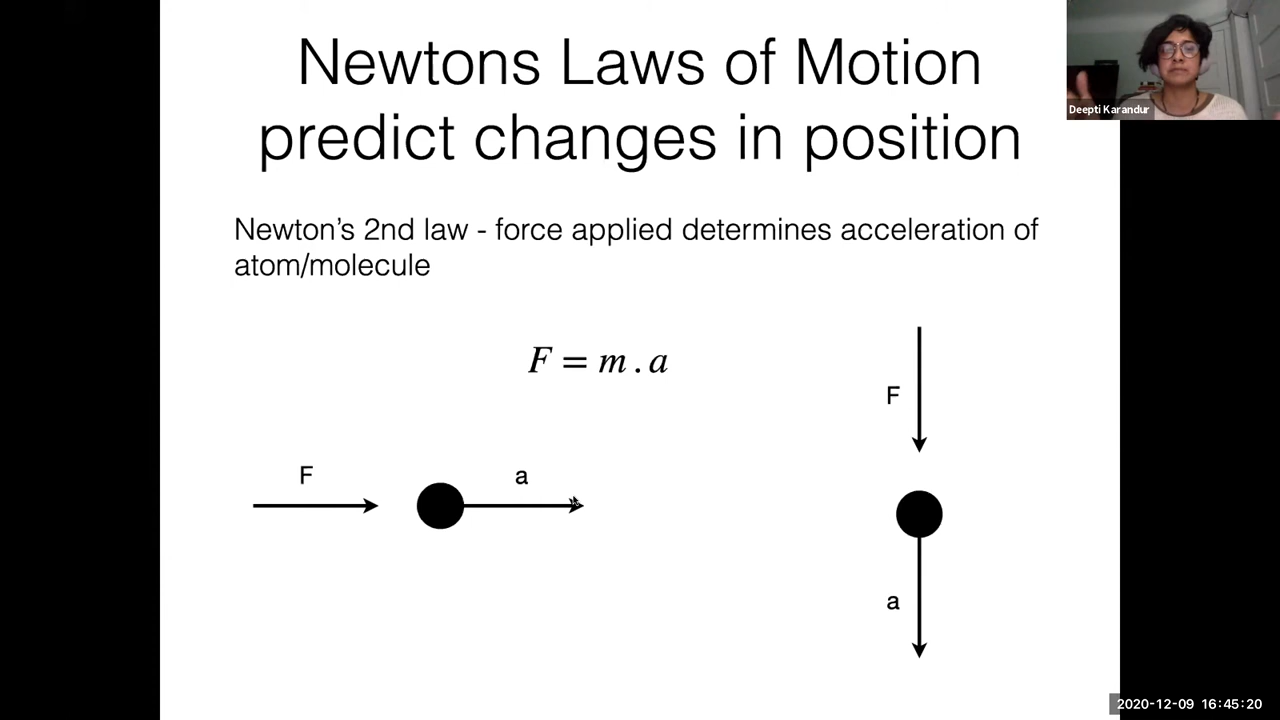 Newtons Laws of Motion
predict changes in position
Deepti Karandur
Newton’s 2nd law - force applied determines acceleration of
atom/molecule
F = m . a
F
F
a
a
2020-12-09 16:45:20